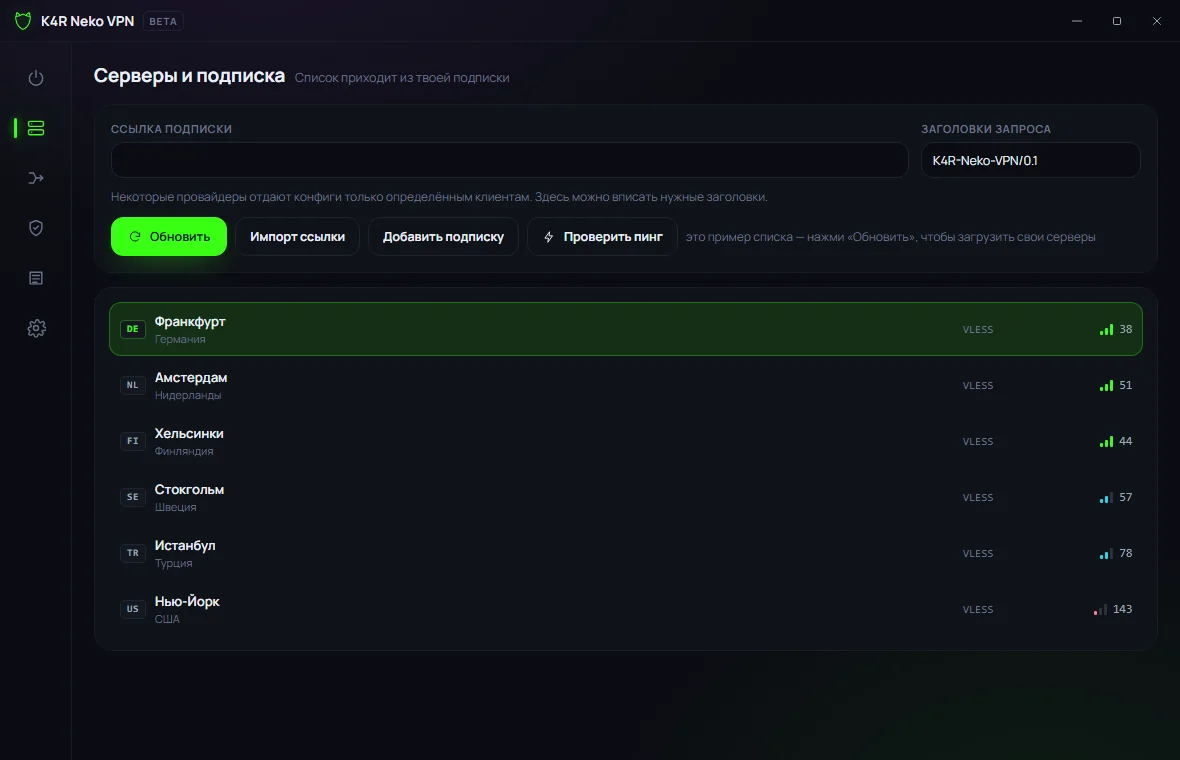 K4R Neko VPN BETA
Серверы и подписка Список приходит из твоей подписки
ССЫЛКА ПОДПИСКИ ЗАГОЛОВКИ ЗАПРОСА
K4R-Neko-VPN/0.1
Некоторые провайдеры отдают конфиги только определённым клиентам. Здесь можно вписать нужные заголовки.
Обновить Импорт ссылки Добавить подписку Проверить пинг это пример списка — нажми «Обновить», чтобы загрузить свои серверы
DE Франкфурт VLESS 38
Германия
NL Амстердам VLESS 51
Нидерланды
FI Хельсинки VLESS 44
Финляндия
SE Стокгольм VLESS 57
Швеция
TR Истанбул VLESS 78
Турция
US Нью-Йорк VLESS 143
США